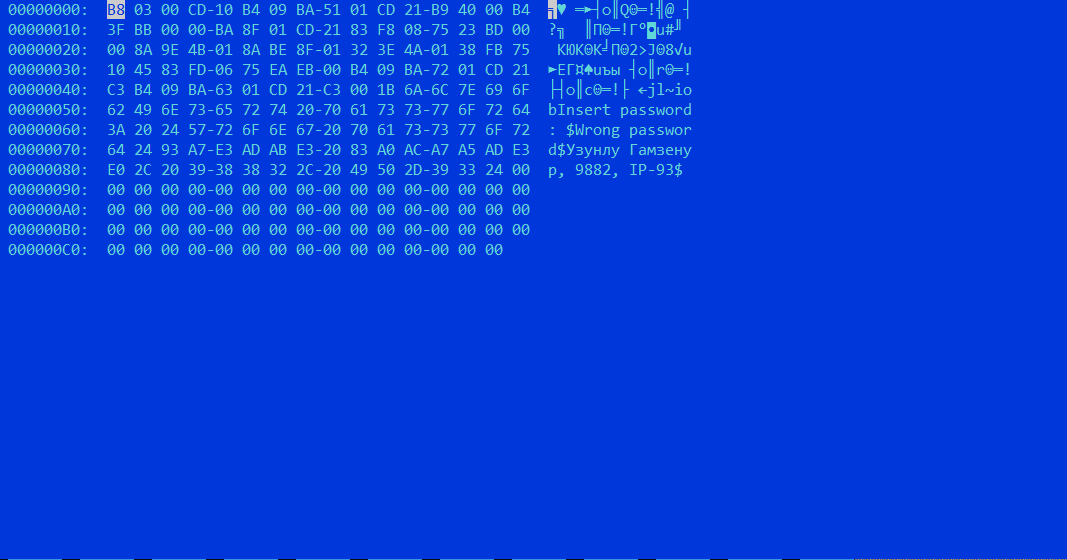 00000000: B8 03 00 CD-10 B4 09 BA-51 01 CD 21-B9 40 00 B4 ╗♥ ═►┤○║Q☺═!╣@ ┤
00000010: 3F BB 00 00-BA 8F 01 CD-21 83 F8 08-75 23 BD 00 ?╗  ║П☺═!Г°◘u#╜
00000020: 00 8A 9E 4B-01 8A BE 8F-01 32 3E 4A-01 38 FB 75  КЮK☺К╛П☺2>J☺8√u
00000030: 10 45 83 FD-06 75 EA EB-00 B4 09 BA-72 01 CD 21 ►EГ¤♠uъы ┤○║r☺═!
00000040: C3 B4 09 BA-63 01 CD 21-C3 00 1B 6A-6C 7E 69 6F ├┤○║c☺═!├ ←jl~io
00000050: 62 49 6E 73-65 72 74 20-70 61 73 73-77 6F 72 64 bInsert password
00000060: 3A 20 24 57-72 6F 6E 67-20 70 61 73-73 77 6F 72 : $Wrong passwor
00000070: 64 24 93 A7-E3 AD AB E3-20 83 A0 AC-A7 A5 AD E3 d$Узунлу Гамзену
00000080: E0 2C 20 39-38 38 32 2C-20 49 50 2D-39 33 24 00 р, 9882, IP-93$
00000090: 00 00 00 00-00 00 00 00-00 00 00 00-00 00 00 00
000000A0: 00 00 00 00-00 00 00 00-00 00 00 00-00 00 00 00
000000B0: 00 00 00 00-00 00 00 00-00 00 00 00-00 00 00 00
000000C0: 00 00 00 00-00 00 00 00-00 00 00 00-00 00 00